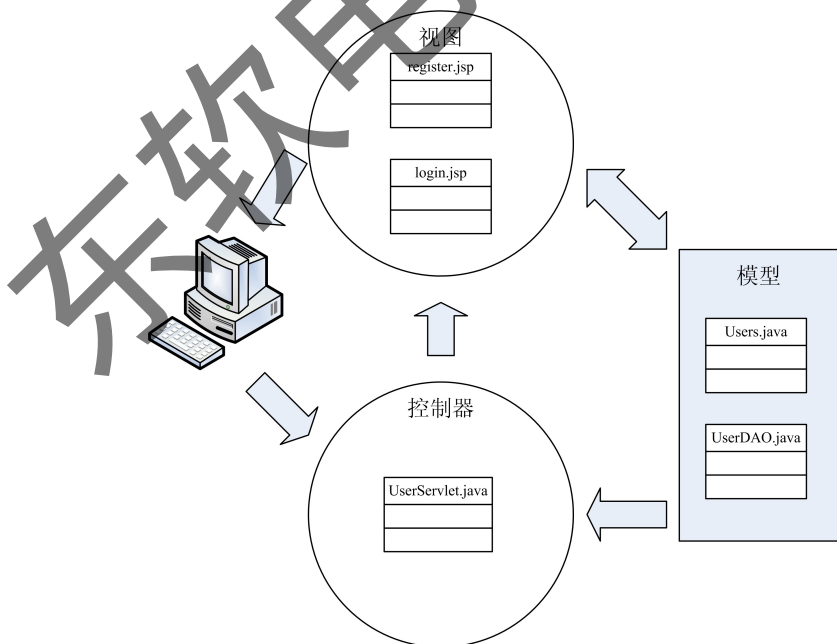 视图
register.jsp
login.jsp
模型
Users.java
UserDAO.java
控制器
UserServlet.java
东软电